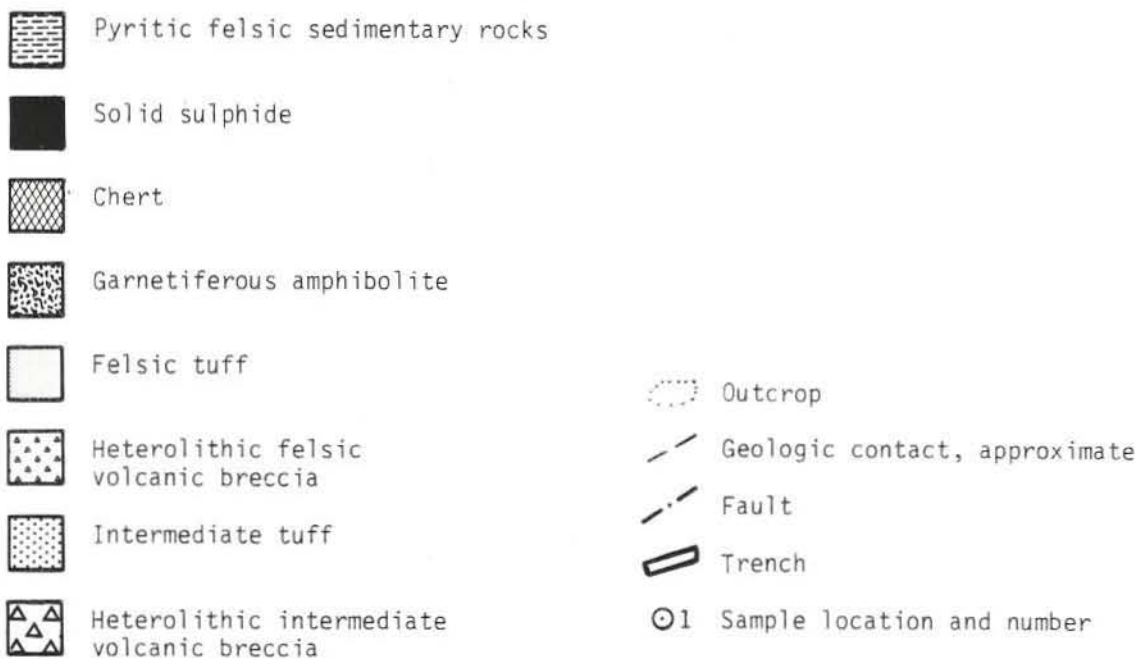 Pyritic felsic sedimentary rocks
Solid sulphide
Chert
Garnetiferous amphibolite
Felsic tuff
Heterolithic felsic
volcanic breccia
Intermediate tuff
Heterolithic intermediate
volcanic breccia
Outcrop
Geologic contact, approximate
Fault
Trench
1 Sample location and number